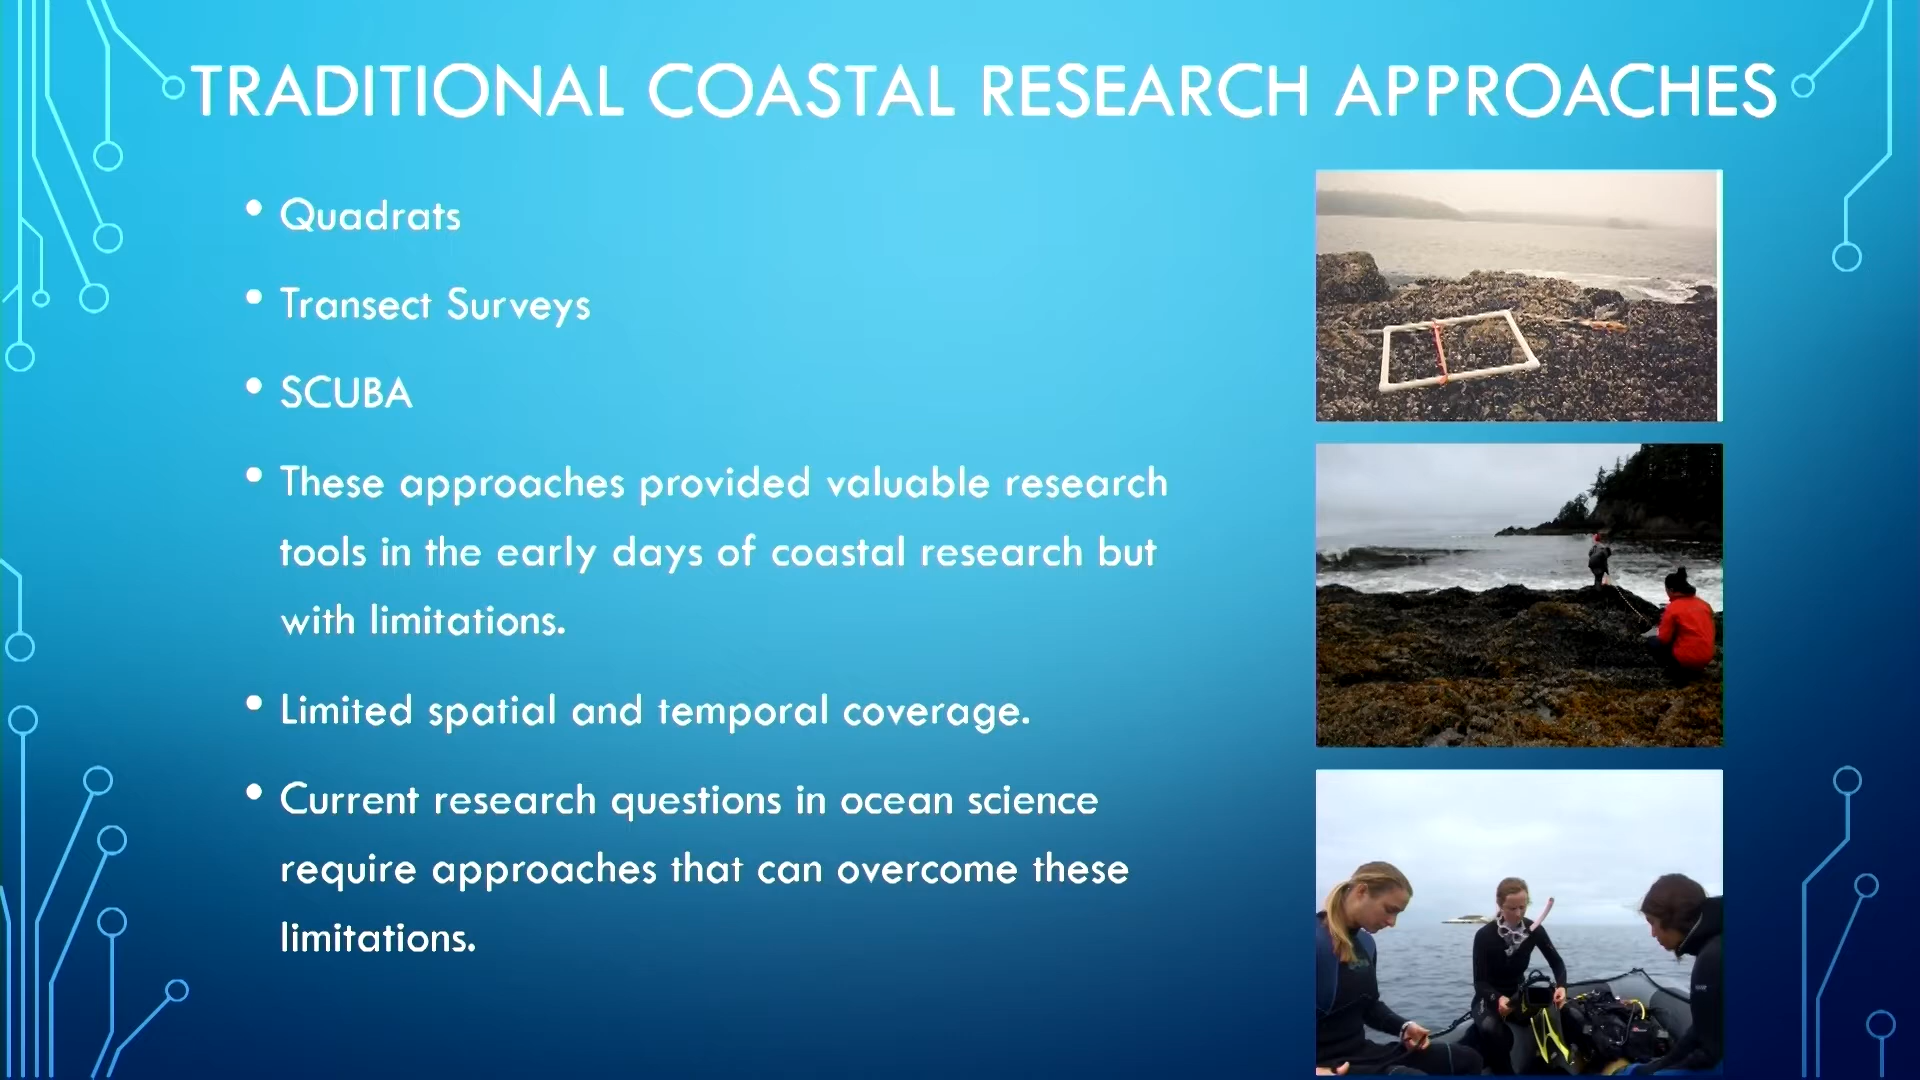 TRADITIONAL COASTAL RESEARCH APPROACHES
• Quadrats
• Transect Surveys
• SCUBA
• These approaches provided valuable research
tools in the early days of coastal research but
with limitations.
• Limited spatial and temporal coverage.
• Current research questions in ocean science
require approaches that can overcome these
limitations.